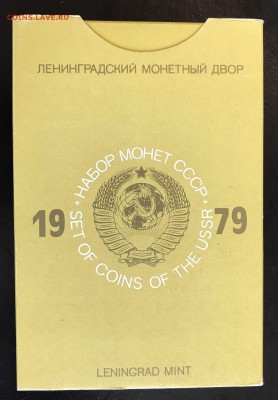 COINS.LAVE.RU
ЛЕНИНГРАДСКИЙ МОНЕТНЫЙ ДВОР
• НАБОР МОНЕТ СССР •
19 79
SET OF COINS OF THE USSR
LENINGRAD MINT